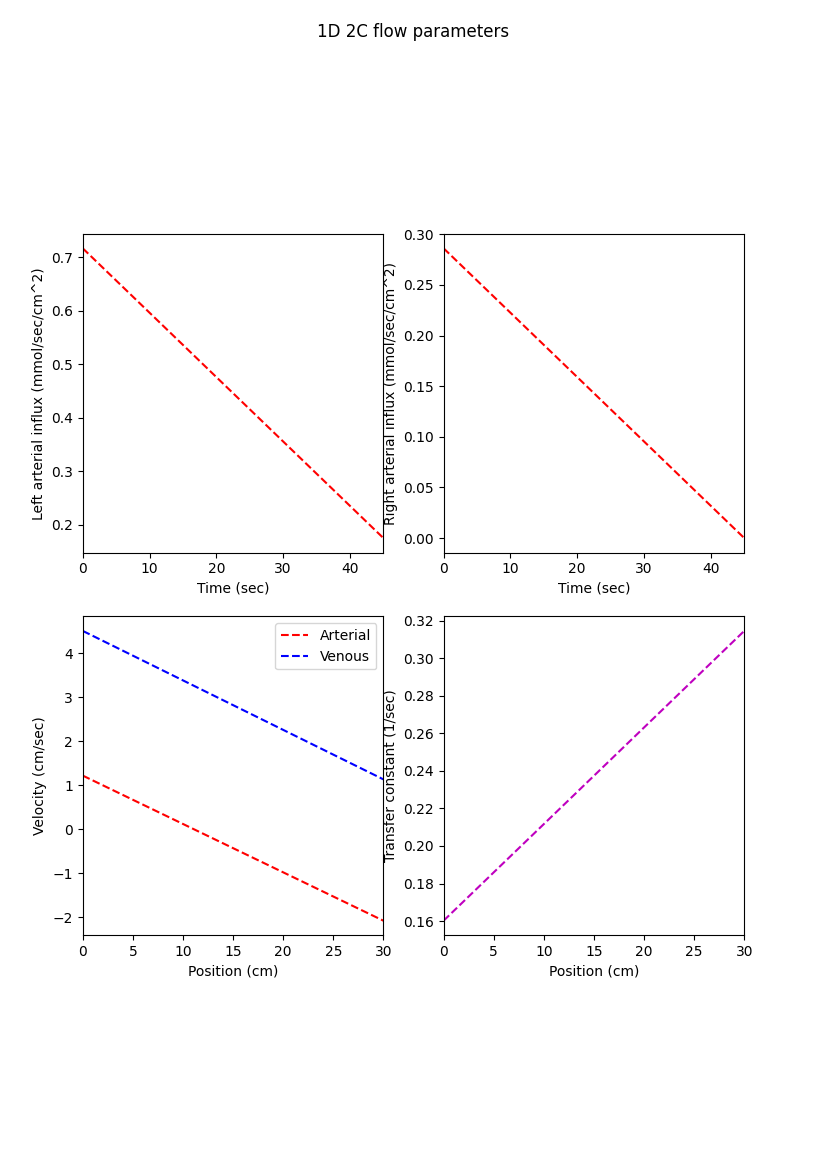 1D 2C flow parameters
Left arterial influx (mmol/sec/cm^2)
0.7
0.6
0.5
0.4
0.3
0.2
0 10 20 30 40
Time (sec)
Right arterial influx (mmol/sec/cm^2)
0.30
0.25
0.20
0.15
0.10
0.05
0.00
0 10 20 30 40
Time (sec)
Velocity (cm/sec)
4
3
2
1
0
−1
−2
Arterial
Venous
0 5 10 15 20 25 30
Position (cm)
Transfer constant (1/sec)
0.32
0.30
0.28
0.26
0.24
0.22
0.20
0.18
0.16
0 5 10 15 20 25 30
Position (cm)